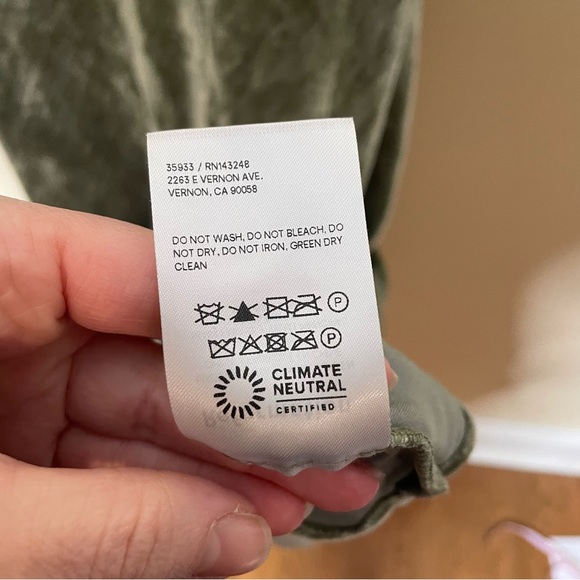 35933 / RN143248
2263 E VERNON AVE.
VERNON, CA 90058
DO NOT WASH, DO NOT BLEACH, DO
NOT DRY, DO NOT IRON, GREEN DRY
CLEAN
P
P
CLIMATE
NEUTRAL
CERTIFIED